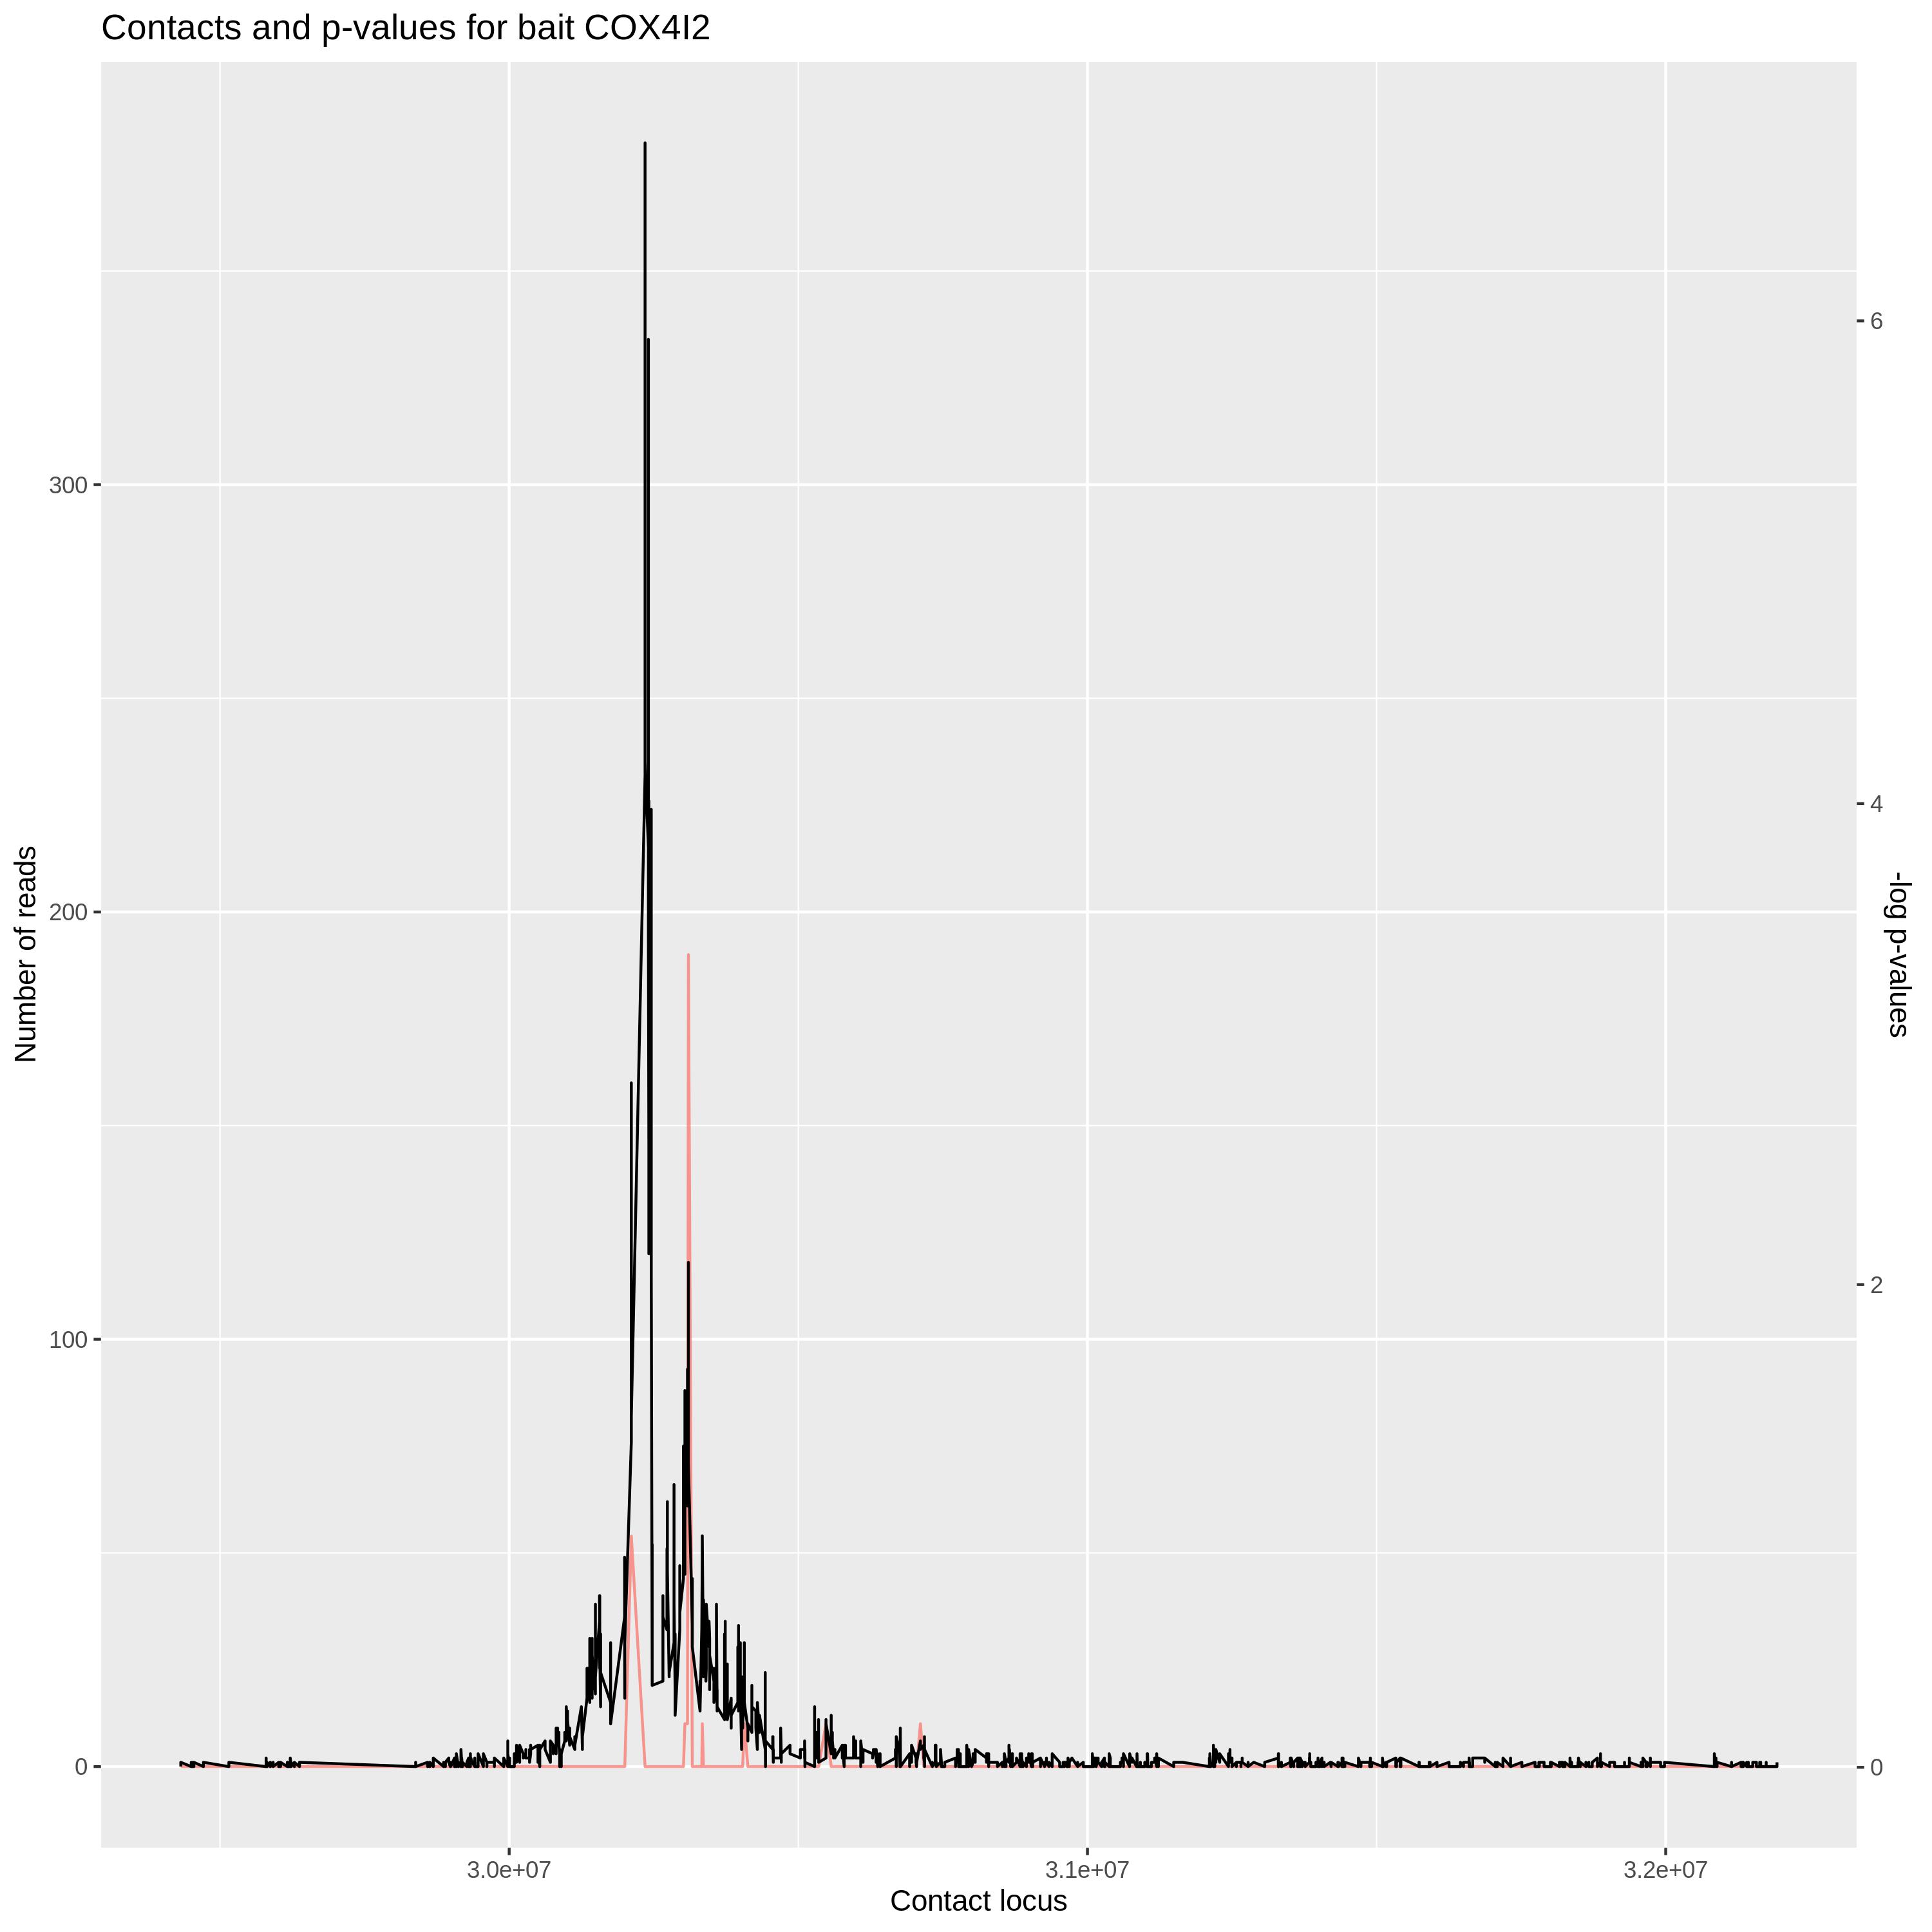 Contacts and p-values for bait COX4I2
Number of reads
300
200
100
0
6
4
2
0
-log p-values
3.0e+07
3.1e+07
3.2e+07
Contact locus